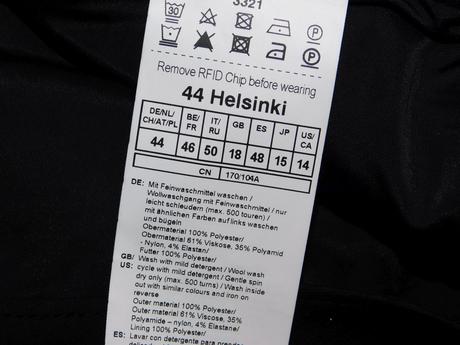 3321
30
P
P
Remove RFID Chip before wearing
44 Helsinki
DE/NL/ CH/AT/PL BE/ FR IT/ RU GB ES JP US/ CA
44 46 50 18 48 15 14
CN 170/104A
DE: Mit Feinwaschmittel waschen/
Wollwaschgang mit Feinwaschmittel / nur
leicht schleudern (max. 500 touren) /
mit ähnlichen Farben auf links waschen
und bügeln
Obermaterial 100% Polyester/
Obermaterial 61% Viskose, 35% Polyamid
- Nylon, 4% Elastan/
Futter 100% Polyester
GB/ Wash with mild detergent / Wool wash
US: cycle with mild detergent / Gentle spin
dry only (max. 500 turns) / Wash inside
out with similar colours and iron on
reverse
Outer material 100% Polyester/
Outer material 61% Viscose, 35%
Polyamide – nylon, 4% Elastane/
Lining 100% Polyester
ES: Lavar con detergente para prendas